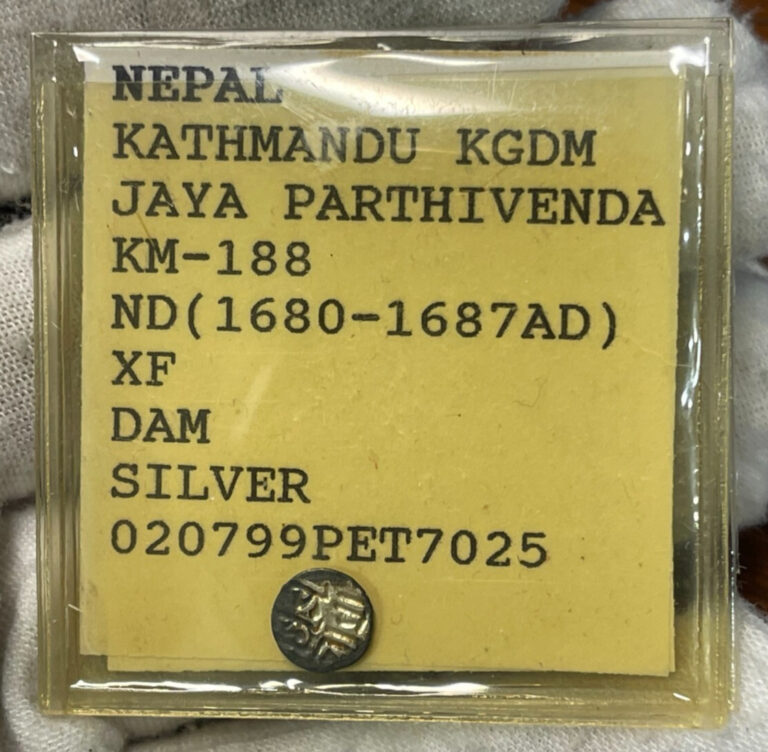 NEPAL
KATHMANDU KGDM
JAYA PARTHIVENDA
KM-188
ND(1680-1687AD)
XF
DAM
SILVER
020799PET7025